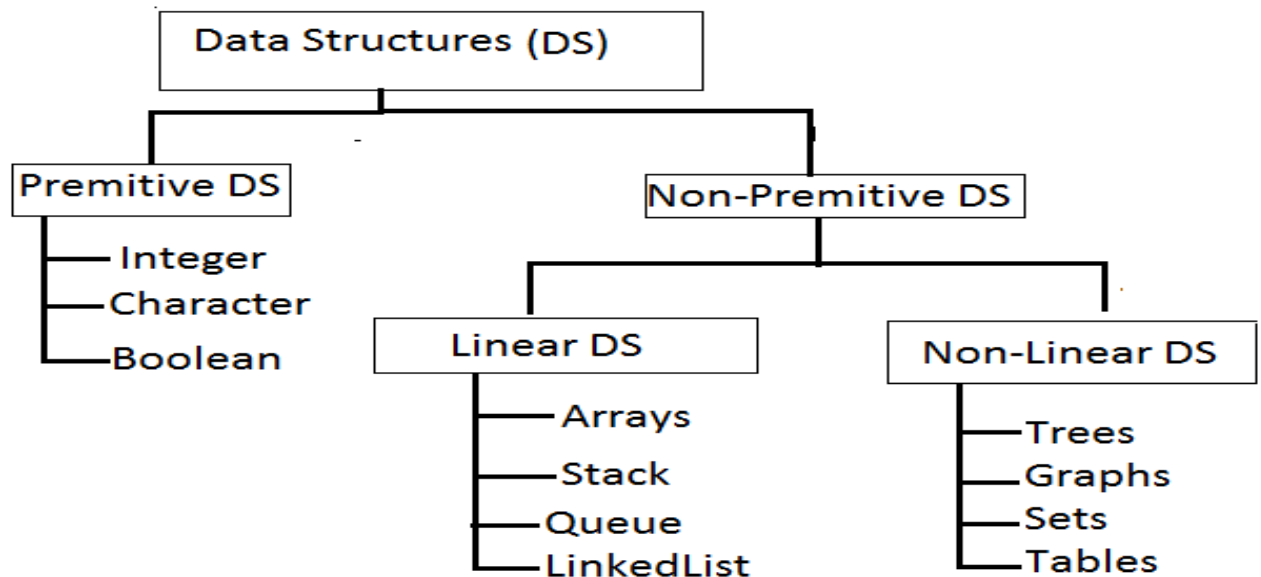 Data Structures (DS)
Premitive DS
Non-Premitive DS
Integer
Character
Boolean
Linear DS
Non-Linear DS
Arrays
Stack
Queue
LinkedList
Trees
Graphs
Sets
Tables